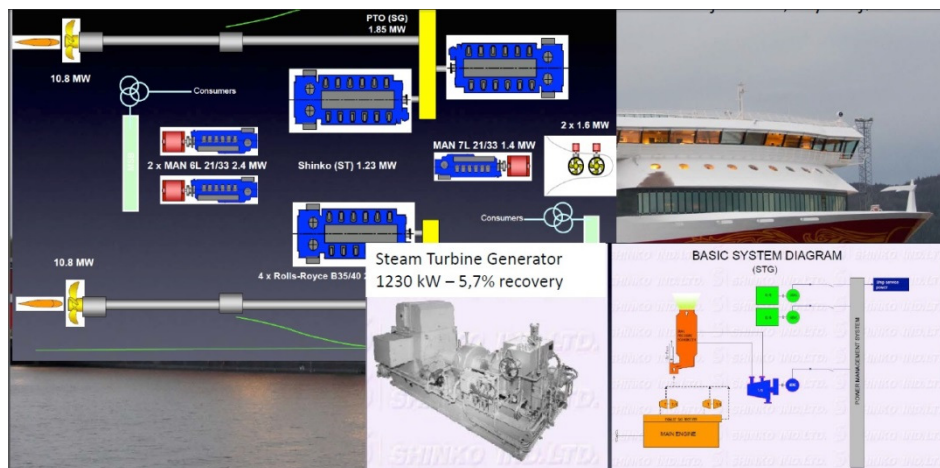 PTO (SG)
1.85 MW
10.8 MW
Consumers
2 x 1.6 MW
MAN 7L 21/33 1.4 MW
2 x MAN 6L 21/33 2.4 MW
Shinko (ST) 1.23 MW
Consumers
10.8 MW
4 x Rolls-Royce B35/40
Steam Turbine Generator
1230 kW – 5,7% recovery
BASIC SYSTEM DIAGRAM
(STG)
Ship service
power
POWER MANAGEMENT SYSTEM
MAIN ENGINE
SHINKO IND.LTD.